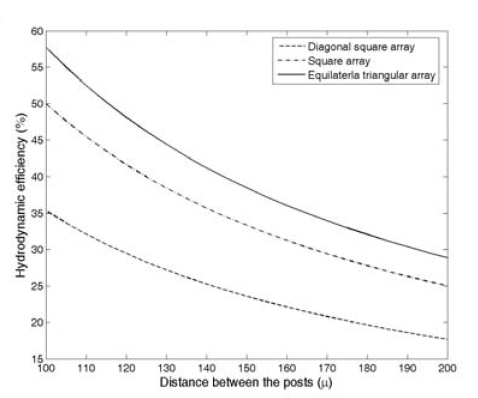 60
55
50
45
40
35
30
25
20
15
Hydrodynamic efficiency (%)
Diagonal square array
Square array
Equilaterla triangular array
100 110 120 130 140 150 160 170 180 190 200
Distance between the posts (μ)